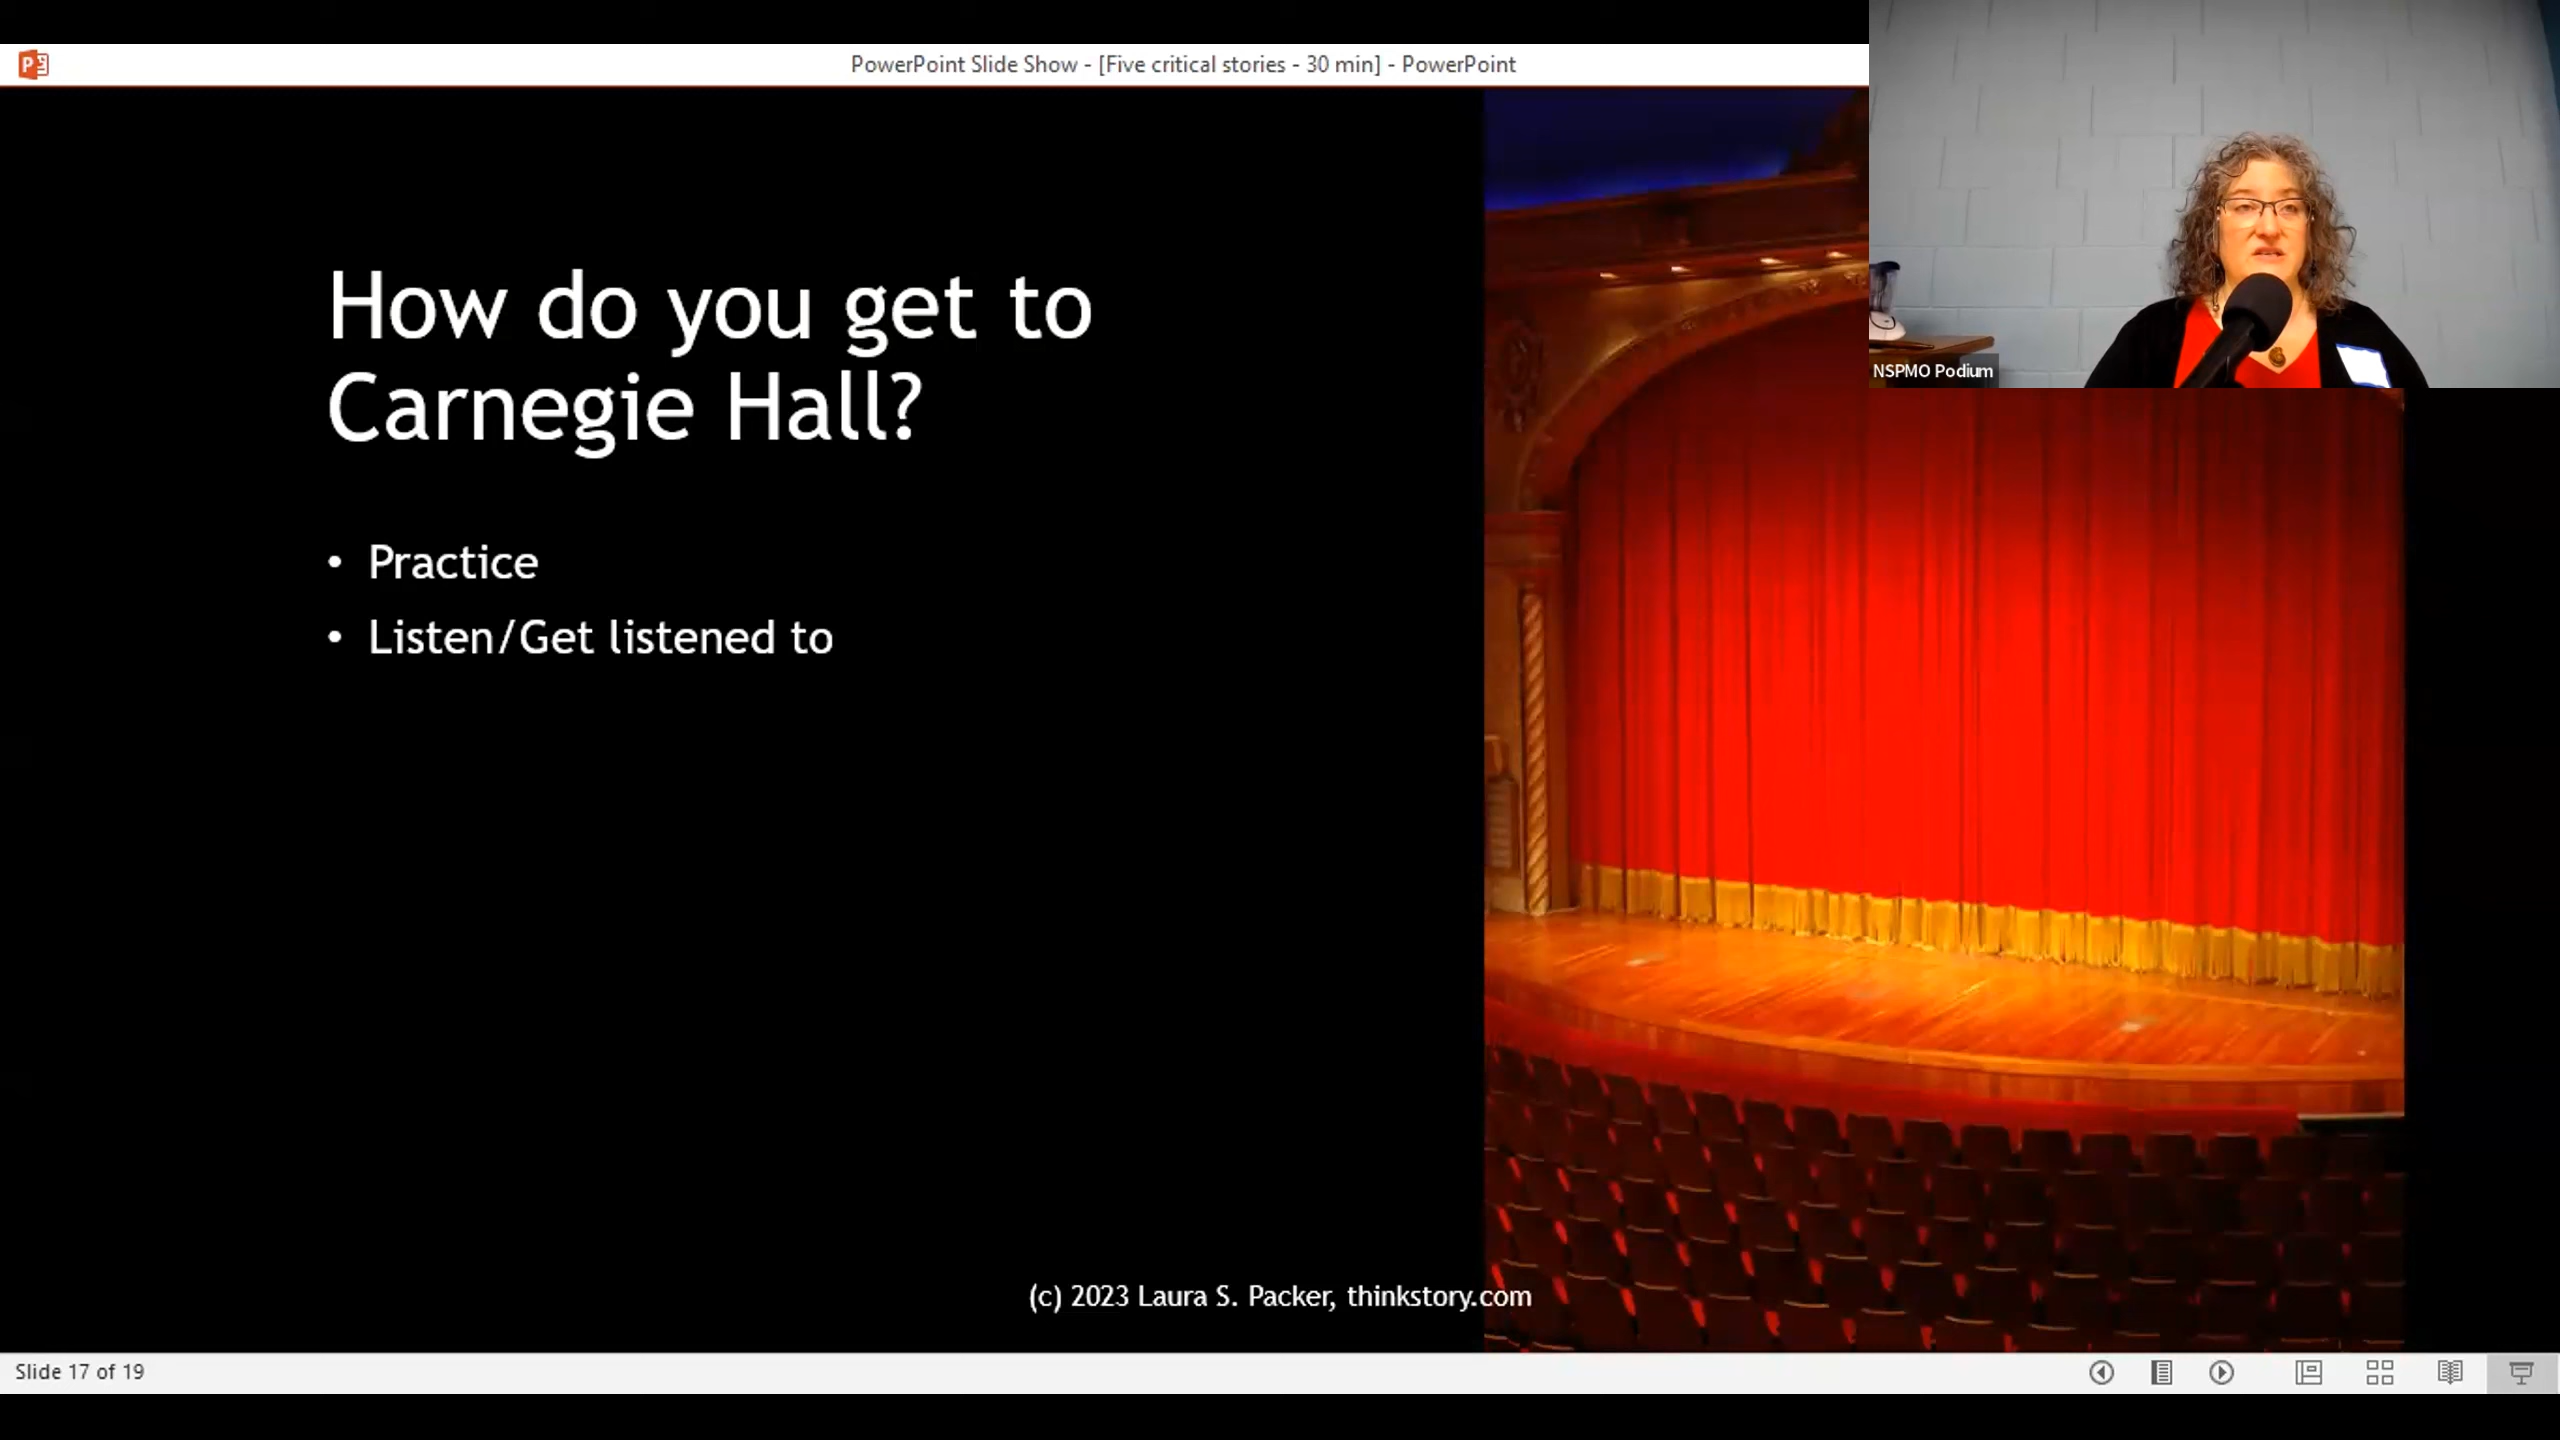 PowerPoint Slide Show - [Five critical stories - 30 min] - PowerPoint
NSPMO Podium
How do you get to
Carnegie Hall?
• Practice
• Listen/Get listened to
(c) 2023 Laura S. Packer, thinkstory.com
Slide 17 of 19